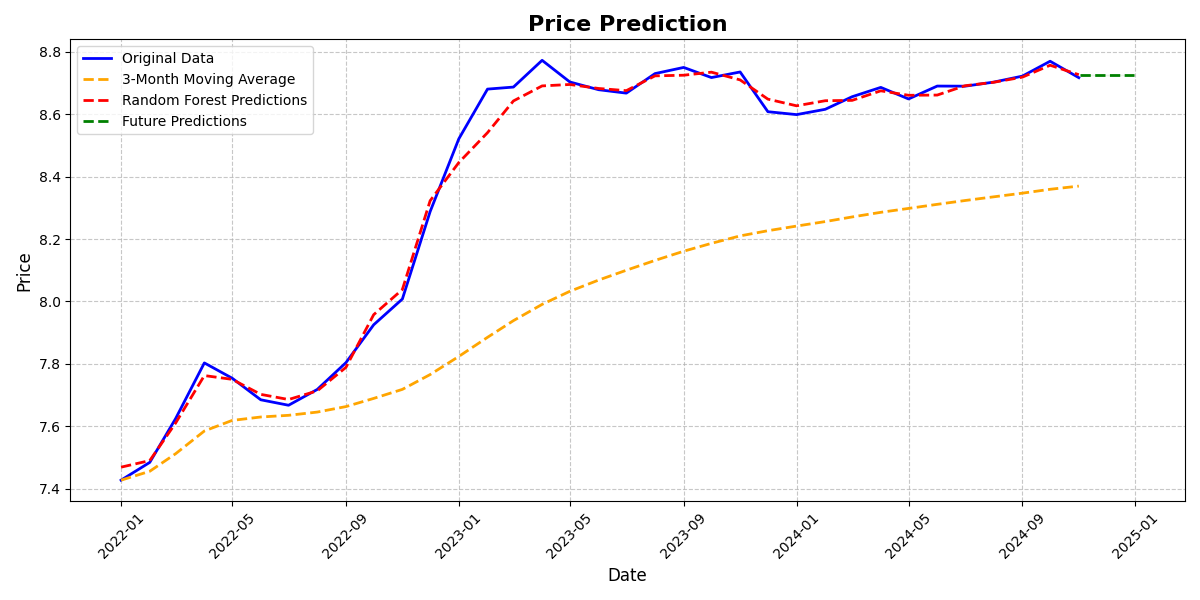 Price Prediction
Original Data
3-Month Moving Average
Random Forest Predictions
Future Predictions
8.8
8.6
8.4
8.2
8.0
7.8
7.6
7.4
Price
2022-01
2022-05
2022-09
2023-01
2023-05
2023-09
2024-01
2024-05
2024-09
2025-01
Date